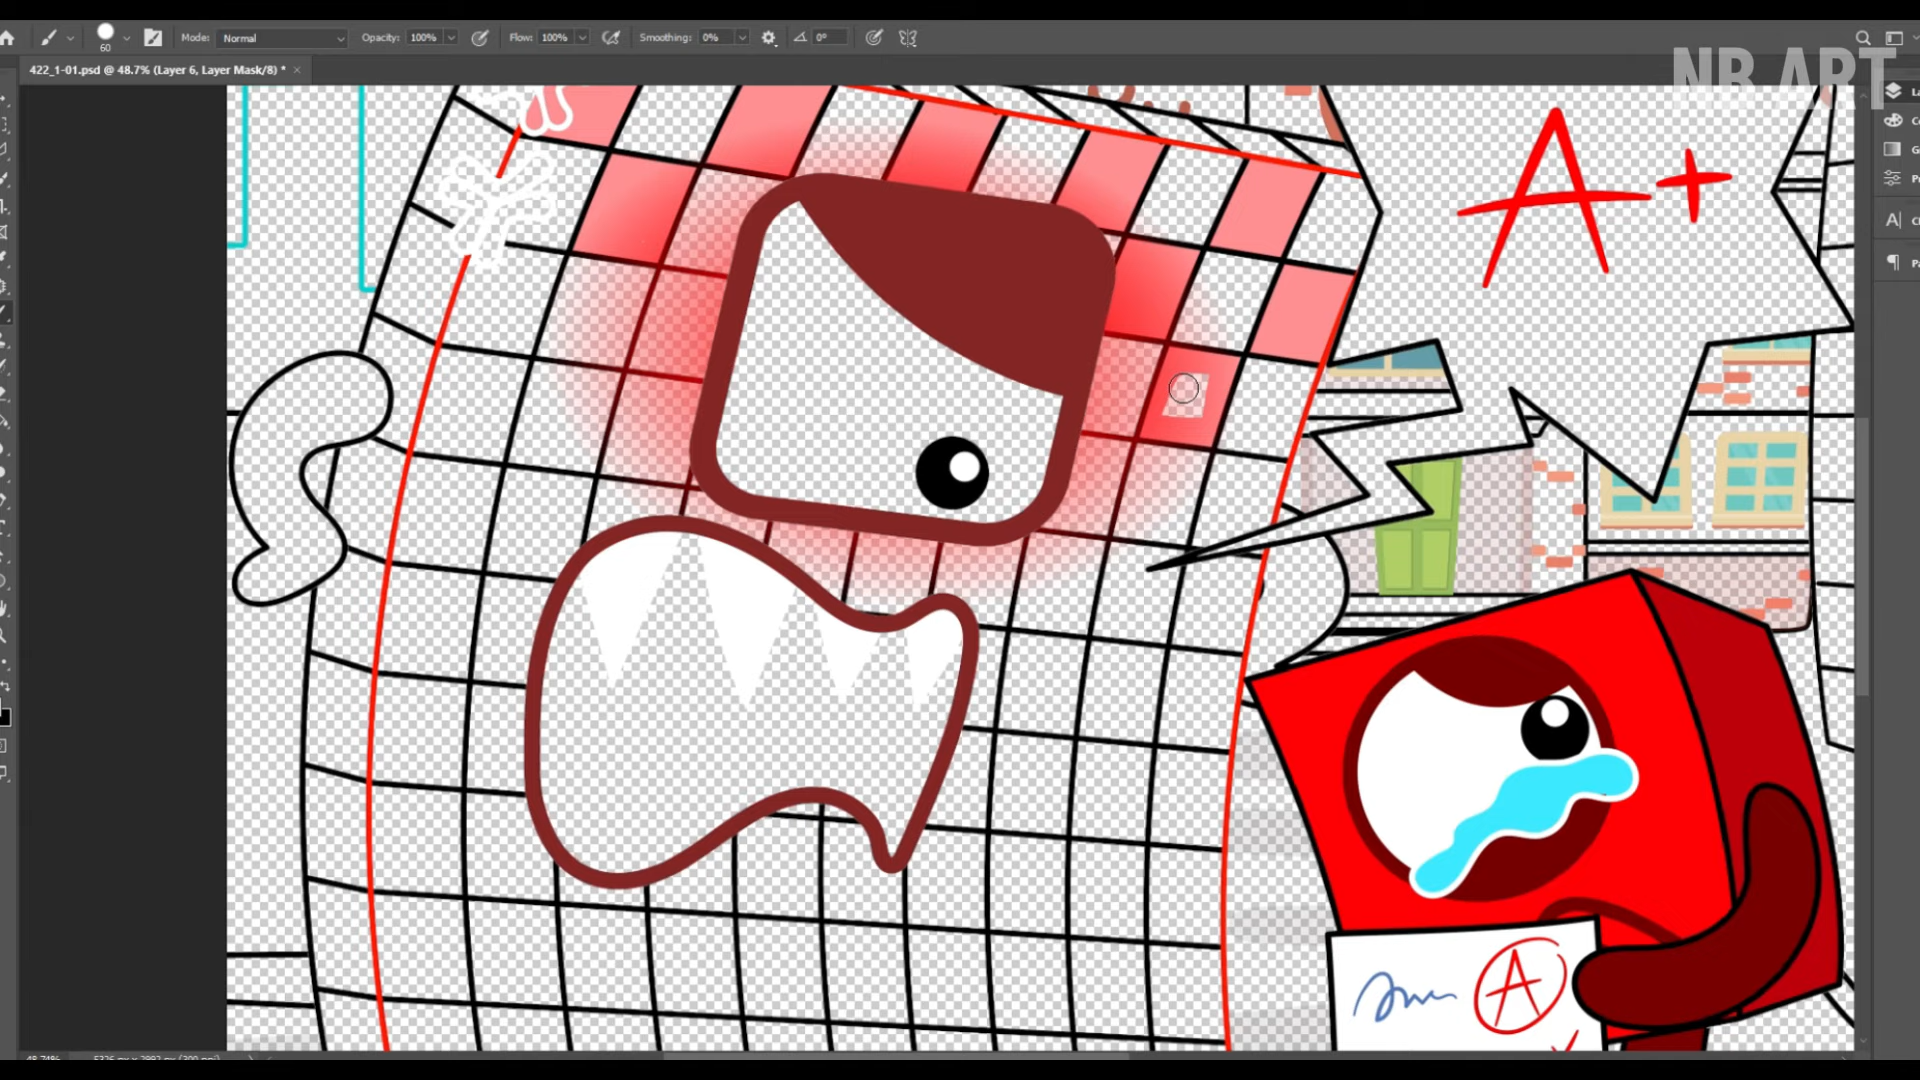 Mode: Normal Opacity: 100% Flow: 100% Smoothing: 0% 0°
60
422_1-01.psd @ 48.7% (Layer 6, Layer Mask/8) *
NB ART
A+
A